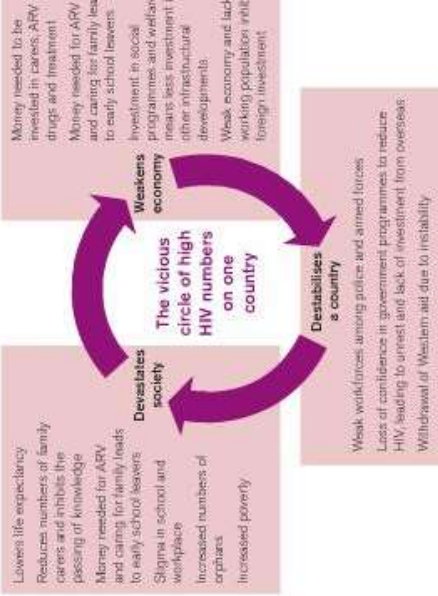 Lowers life expectancy
Reduces numbers of family
carers and inhibits the
passing of knowledge
Money needed for ARV
and caring for family leads
to early school leavers
Stigma in school and
workplace
Increased numbers of
orphans
Increased poverty
Devastates
society
The vicious
circle of high
HIV numbers
on one
country
Weakens
economy
Money needed to be
invested in carers, ARV
drugs and treatment
Money needed for ARV
and caring for family lea
to early school leavers
Investment in social
programmes and welfar
means less investment i
other infrastructural
developments.
Weak economy and lack
working population inhib
foreign investment
Destabilises
a country
Weak workforces among police and armed forces
Loss of confidence in government programmes to reduce
HIV, leading to unrest and lack of investment from overseas
Withdrawal of Western aid due to instability